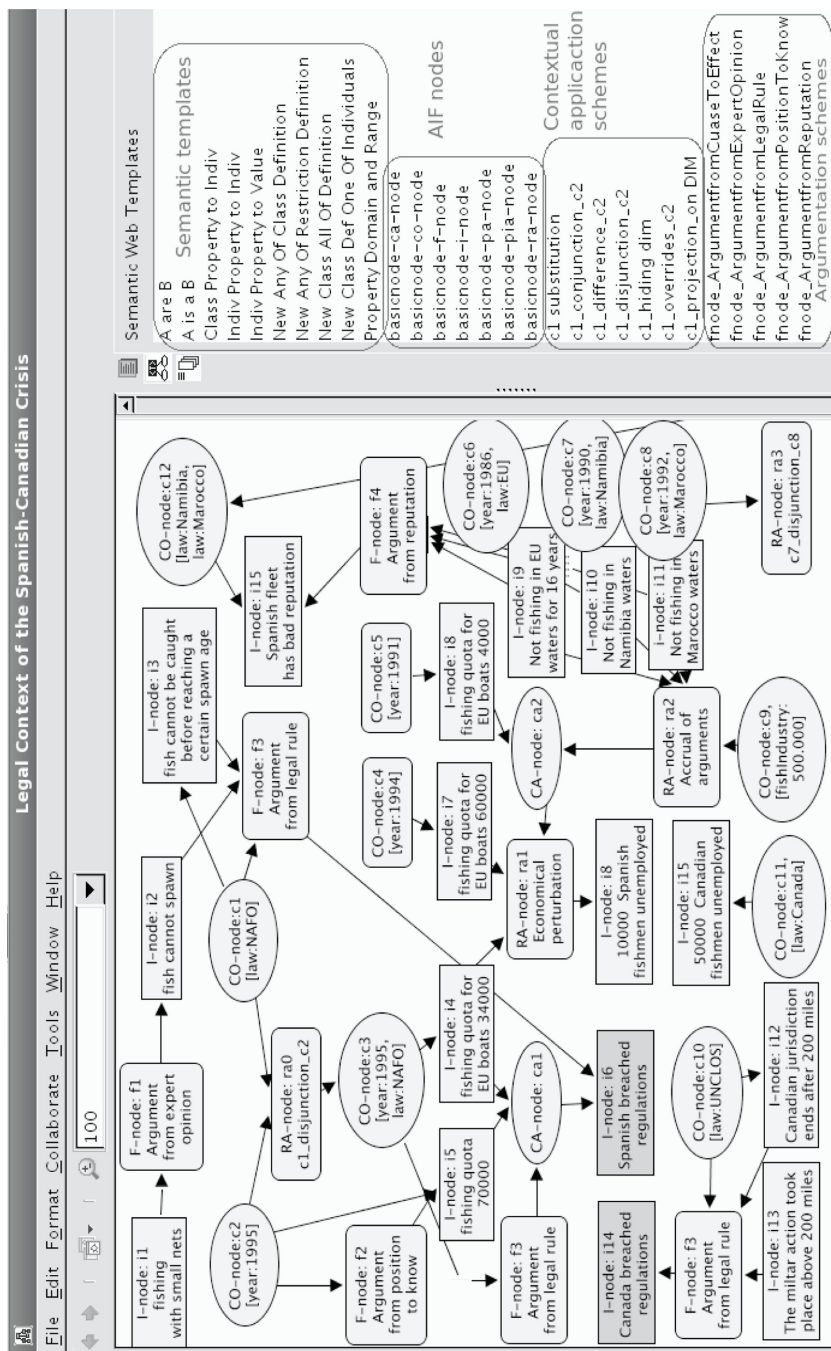 Legal Context of the Spanish-Canadian Crisis
File Edit Format Collaborate Tools Window Help
100
I-node: i1
fishing
with small nets
F-node: f1
Argument
from expert
opinion
I-node: i2
fish cannot spawn
I-node: i3
fish cannot be caught
before reaching a
certain spawn age
CO-node:c12
[law:Namibia,
law:Marocco]
CO-node:c2
[year:1995]
RA-node: ra0
c1_disjunction_c2
CO-node:c1
[law:NAFO]
F-node: f3
Argument
from legal rule
I-node: i15
Spanish fleet
has bad reputation
F-node: f2
Argument
from position
to know
CO-node:c3
[year:1995,
law:NAFO]
CO-node:c4
[year:1994]
CO-node:c5
[year:1991]
F-node: f4
Argument
from reputation
I-node: i5
fishing quota
70000
I-node: i4
fishing quota for
EU boats 34000
I-node: i7
fishing quota for
EU boats 60000
I-node: i8
fishing quota for
EU boats 4000
CO-node:c6
[year:1986,
law:EU]
F-node: f3
Argument
from legal rule
CA-node: ca1
RA-node: ra1
Economical
perturbation
CA-node: ca2
I-node: i9
Not fishing in EU
waters for 16 years
CO-node:c7
[year:1990,
law:Namibia]
I-node: i10
Not fishing in
Namibia waters
CO-node:c8
[year:1992,
law:Marocco]
i-node: i11
Not fishing in
Marocco waters
I-node: i14
Canada breached
regulations
I-node: i6
Spanish breached
regulations
I-node: i8
10000 Spanish
fishmen unemployed
RA-node: ra2
Accrual of
arguments
RA-node: ra3
c7_disjunction_c8
F-node: f3
Argument
from legal rule
CO-node:c10
[law:UNCLOS]
I-node: i15
50000 Canadian
fishmen unemployed
I-node: i13
The miltar action took
place above 200 miles
I-node: i12
Canadian jurisdiction
ends after 200 miles
CO-node:c11,
[law:Canada]
CO-node:c9,
[fishIndustry:
500.000]
Semantic Web Templates
A are B
Semantic templates
A is a B
Class Property to Indiv
Indiv Property to Indiv
Indiv Property to Value
New Any Of Class Definition
New Any Of Restriction Definition
New Class All Of Definition
New Class Def One Of Individuals
Property Domain and Range
basicnode-ca-node
basicnode-co-node
AIF nodes
basicnode-f-node
basicnode-i-node
basicnode-pa-node
basicnode-pia-node
basicnode-ra-node
c1 substitution
c1_conjunction_c2
Contextual
applicaction
schemes
c1_difference_c2
c1_disjunction_c2
c1_hiding dim
c1_overrides_c2
c1_projection_on DIM
fnode_ArgumentfromCuaseToEffect
fnode_ArgumentfromExpertOpinion
fnode_ArgumentfromLegalRule
fnode_ArgumentfromPositionToKnow
fnode_ArgumentfromReputation
Argumentation schemes